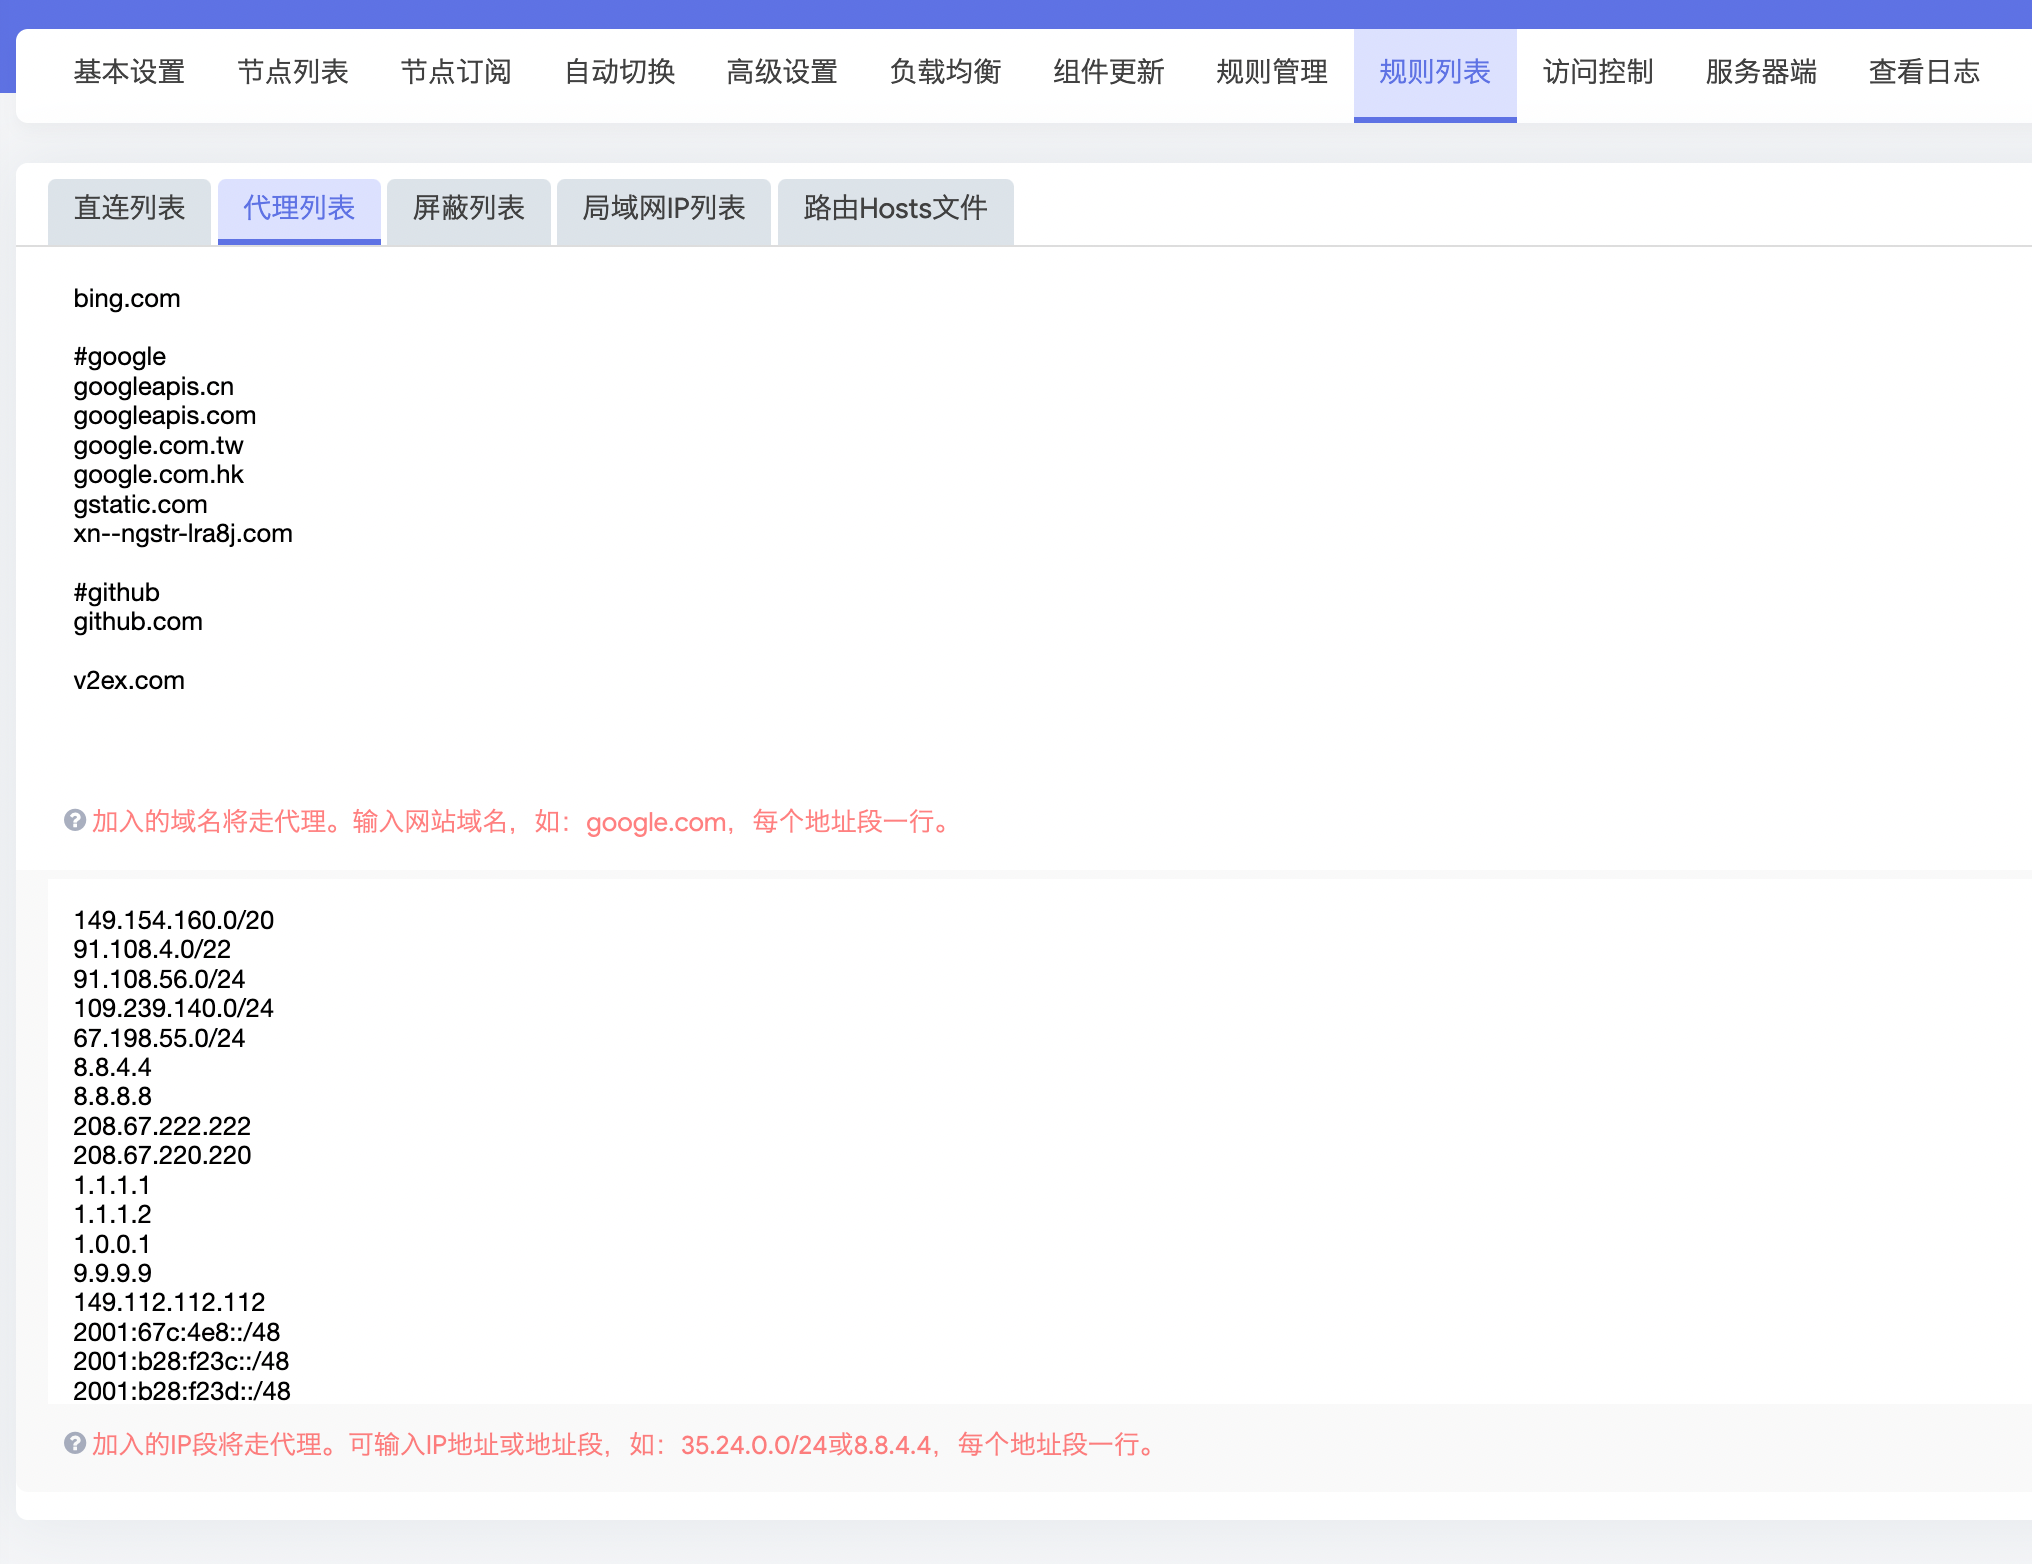 基本设置 节点列表 节点订阅 自动切换 高级设置 负载均衡 组件更新 规则管理 规则列表 访问控制 服务器端 查看日志
直连列表 代理列表 屏蔽列表 局域网IP列表 路由Hosts文件
bing.com
#google
googleapis.cn
googleapis.com
google.com.tw
google.com.hk
gstatic.com
xn--ngstr-lra8j.com
#github
github.com
v2ex.com
加入的域名将走代理。输入网站域名，如：google.com，每个地址段一行。
149.154.160.0/20
91.108.4.0/22
91.108.56.0/24
109.239.140.0/24
67.198.55.0/24
8.8.4.4
8.8.8.8
208.67.222.222
208.67.220.220
1.1.1.1
1.1.1.2
1.0.0.1
9.9.9.9
149.112.112.112
2001:67c:4e8::/48
2001:b28:f23c::/48
2001:b28:f23d::/48
加入的IP段将走代理。可输入IP地址或地址段，如：35.24.0.0/24或8.8.4.4，每个地址段一行。